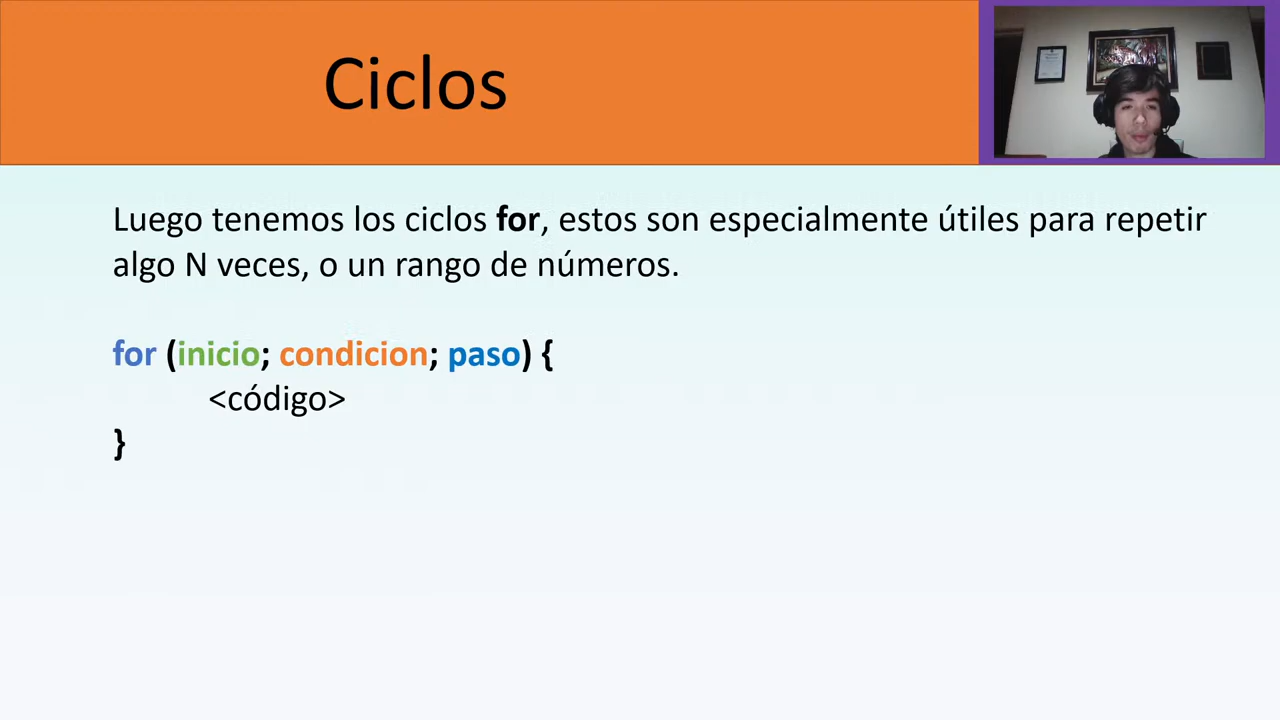 Ciclos
Luego tenemos los ciclos for, estos son especialmente útiles para repetir
algo N veces, o un rango de números.
for (inicio; condicion; paso) {
<código>
}